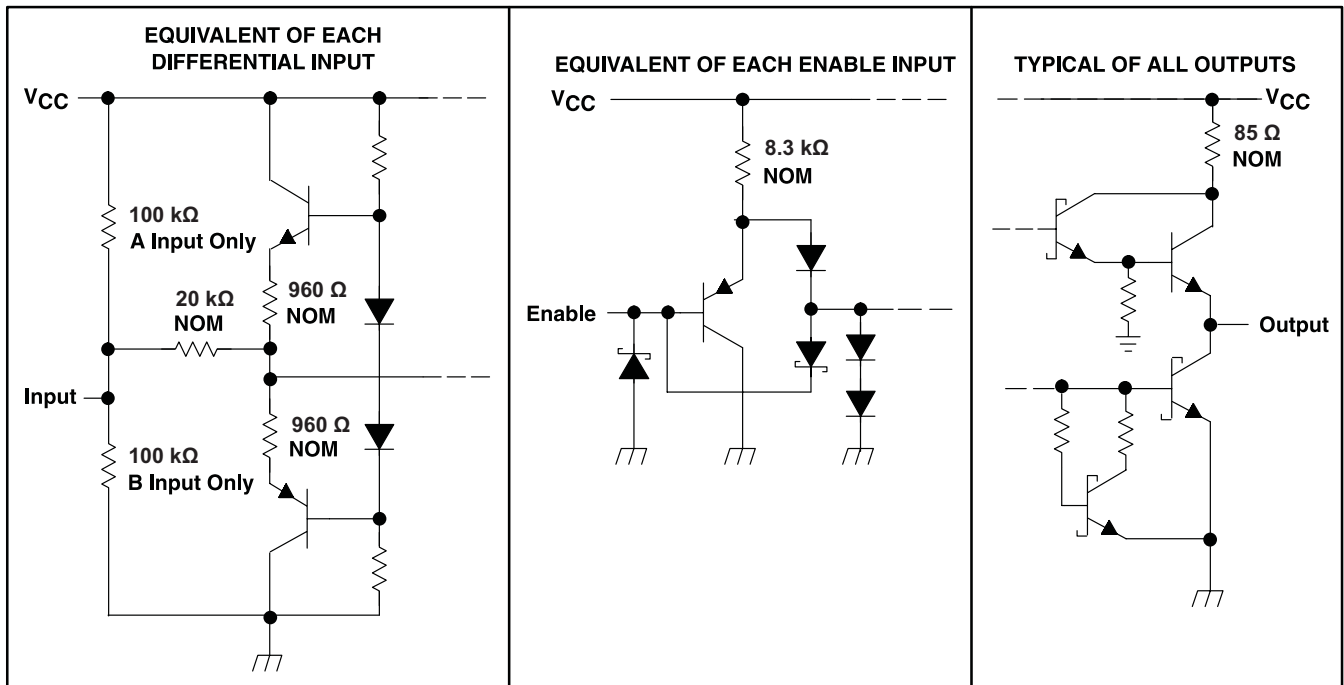 EQUIVALENT OF EACH
DIFFERENTIAL INPUT
VCC
100 kΩ
A Input Only
20 kΩ
NOM
960 Ω
NOM
Input
960 Ω
NOM
100 kΩ
B Input Only
EQUIVALENT OF EACH ENABLE INPUT
VCC
8.3 kΩ
NOM
Enable
TYPICAL OF ALL OUTPUTS
VCC
85 Ω
NOM
Output